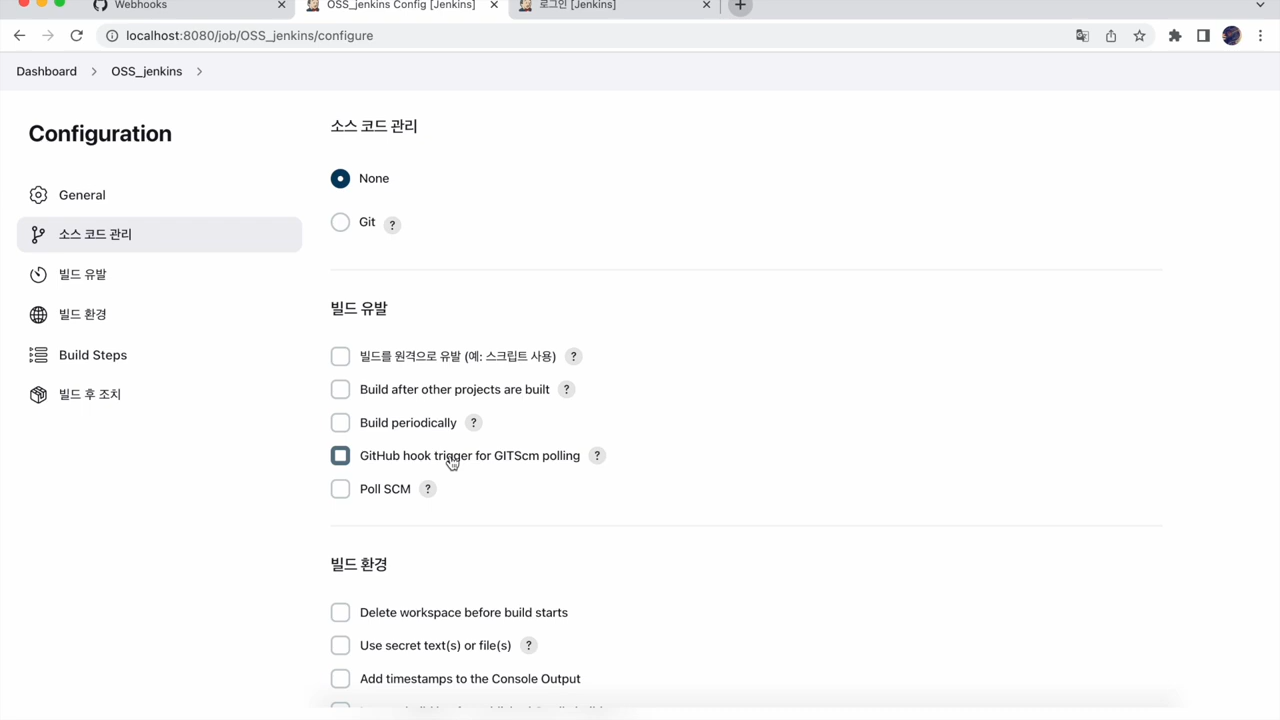 Webhooks
OSS_jenkins Config [Jenkins]
로그인 [Jenkins]
localhost:8080/job/OSS_jenkins/configure
Dashboard
OSS_jenkins
Configuration
General
소스 코드 관리
빌드 유발
빌드 환경
Build Steps
빌드 후 조치
소스 코드 관리
None
Git ?
빌드 유발
빌드를 원격으로 유발 (예: 스크립트 사용) ?
Build after other projects are built ?
Build periodically ?
GitHub hook trigger for GITScm polling ?
Poll SCM ?
빌드 환경
Delete workspace before build starts
Use secret text(s) or file(s) ?
Add timestamps to the Console Output